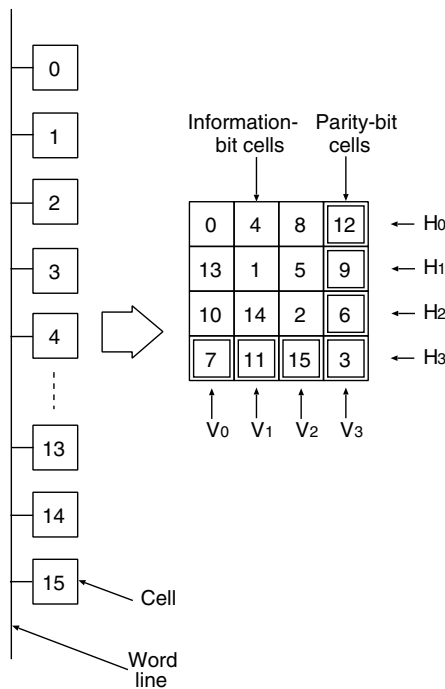 0
1
2
3
4
13
14
15
Cell
Word
line
Information-
bit cells
Parity-bit
cells
0 4 8 12
13 1 5 9
10 14 2 6
7 11 15 3
H0
H1
H2
H3
V0 V1 V2 V3